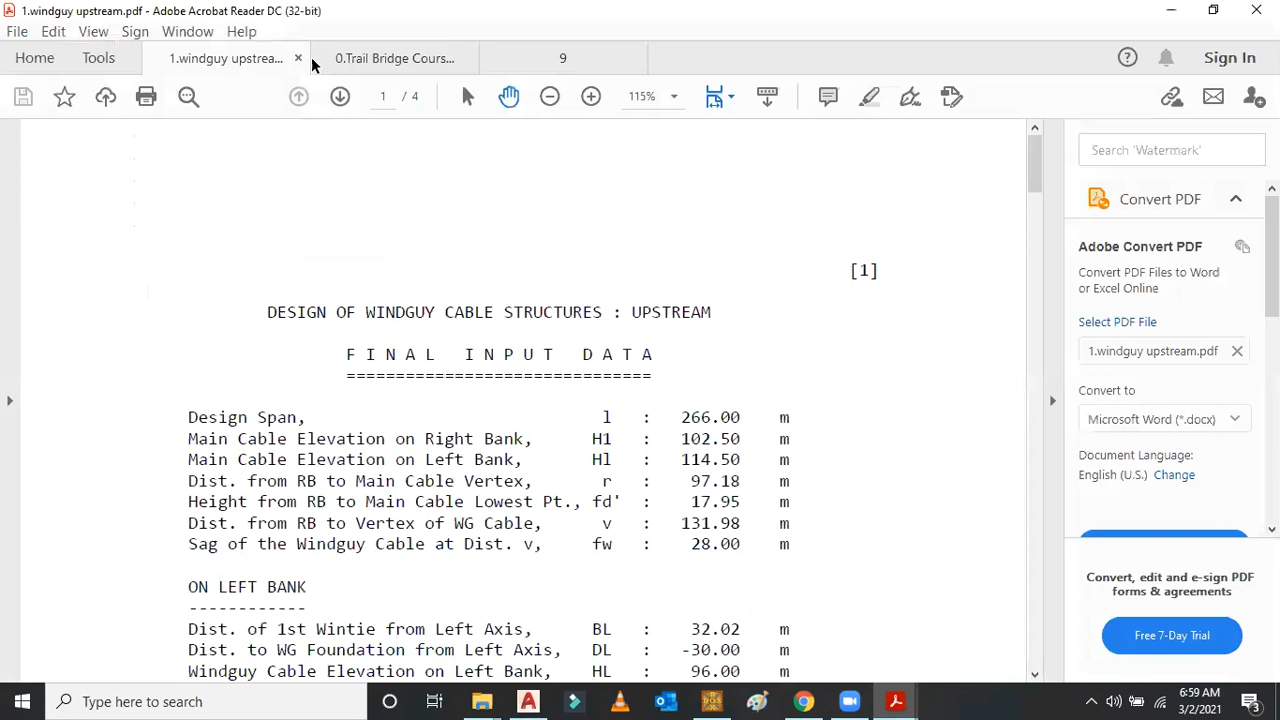 1.windguy upstream.pdf - Adobe Acrobat Reader DC (32-bit)
File Edit View Sign Window Help
Home Tools 1.windguy upstrea... × 0.Trail Bridge Cours... 9 Sign In
1 / 4 115%
Search 'Watermark'
Convert PDF
Adobe Convert PDF
Convert PDF Files to Word
or Excel Online
Select PDF File
1.windguy upstream.pdf
Convert to
Microsoft Word (*.docx)
Document Language:
English (U.S.) Change
Convert, edit and e-sign PDF
forms & agreements
Free 7-Day Trial
[1]
DESIGN OF WINDGUY CABLE STRUCTURES : UPSTREAM
F I N A L   I N P U T   D A T A
===============================
Design Span, l : 266.00 m
Main Cable Elevation on Right Bank, H1 : 102.50 m
Main Cable Elevation on Left Bank, Hl : 114.50 m
Dist. from RB to Main Cable Vertex, r : 97.18 m
Height from RB to Main Cable Lowest Pt., fd' : 17.95 m
Dist. from RB to Vertex of WG Cable, v : 131.98 m
Sag of the Windguy Cable at Dist. v, fw : 28.00 m
ON LEFT BANK
------------
Dist. of 1st Wintie from Left Axis, BL : 32.02 m
Dist. to WG Foundation from Left Axis, DL : -30.00 m
Windguy Cable Elevation on Left Bank, HL : 96.00 m
Type here to search
6:59 AM
3/2/2021
3